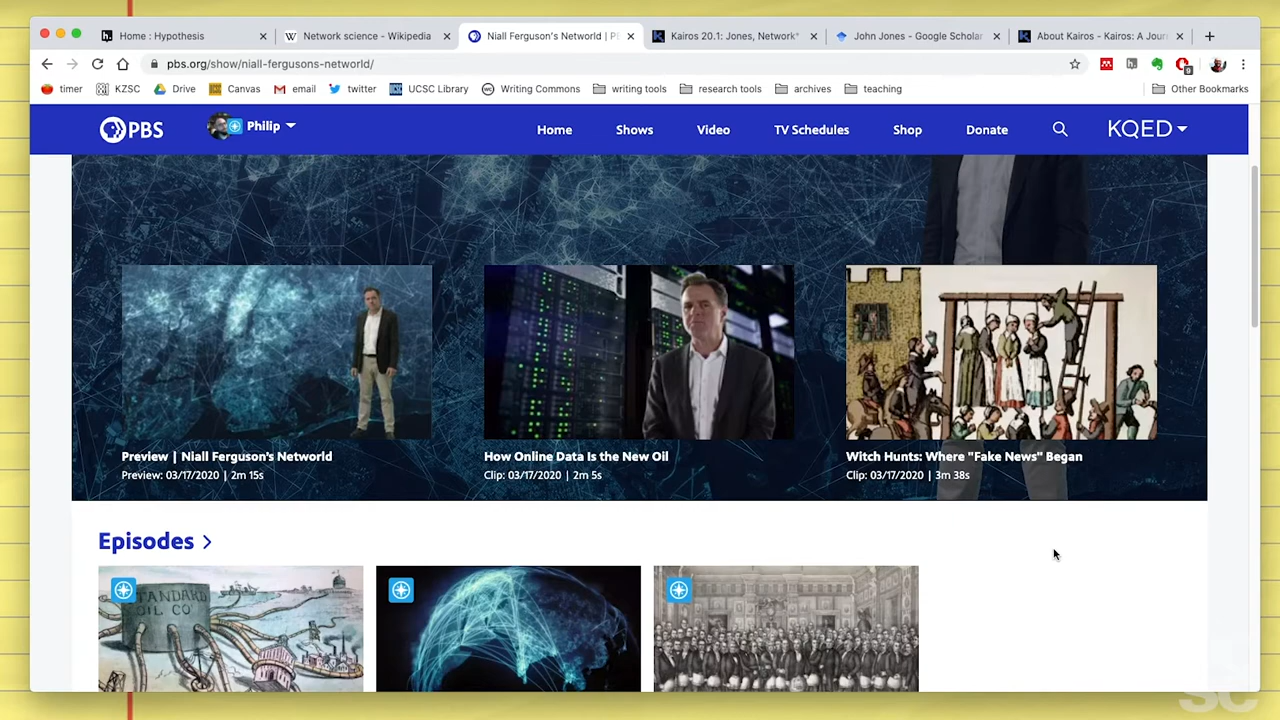 Home : Hypothesis
Network science - Wikipedia
Niall Ferguson's Networld | P
Kairos 20.1: Jones, Network*
John Jones - Google Scholar
About Kairos - Kairos: A Jour
pbs.org/show/niall-fergusons-networld/
timer KZSC Drive Canvas email twitter UCSC Library Writing Commons writing tools research tools archives teaching Other Bookmarks
PBS Philip Home Shows Video TV Schedules Shop Donate KQED
Preview | Niall Ferguson's Networld
Preview: 03/17/2020 | 2m 15s
How Online Data Is the New Oil
Clip: 03/17/2020 | 2m 5s
Witch Hunts: Where "Fake News" Began
Clip: 03/17/2020 | 3m 38s
Episodes >
STANDARD
OIL CO
SC